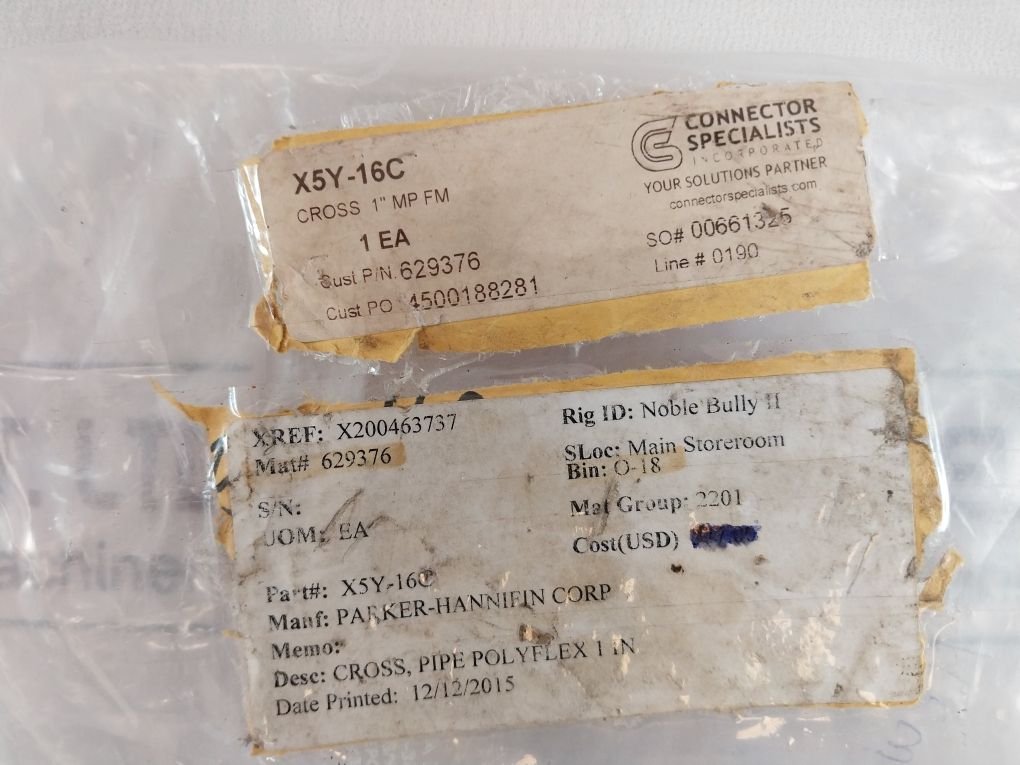 X5Y-16C
CROSS 1" MP FM
1 EA
Cust P/N 629376
Cust PO 4500188281
CONNECTOR
SPECIALISTS
INCORPORATED
YOUR SOLUTIONS PARTNER
connectorspecialists.com
SO# 00661325
Line # 0190
XREF: X200463737
Mat# 629376
S/N:
UOM: EA
Rig ID: Noble Bully II
SLoc: Main Storeroom
Bin: O-18
Mat Group: 2201
Cost(USD)
Part#: X5Y-16C
Manf: PARKER-HANNIFIN CORP
Memo:
Desc: CROSS, PIPE POLYFLEX 1 IN
Date Printed: 12/12/2015